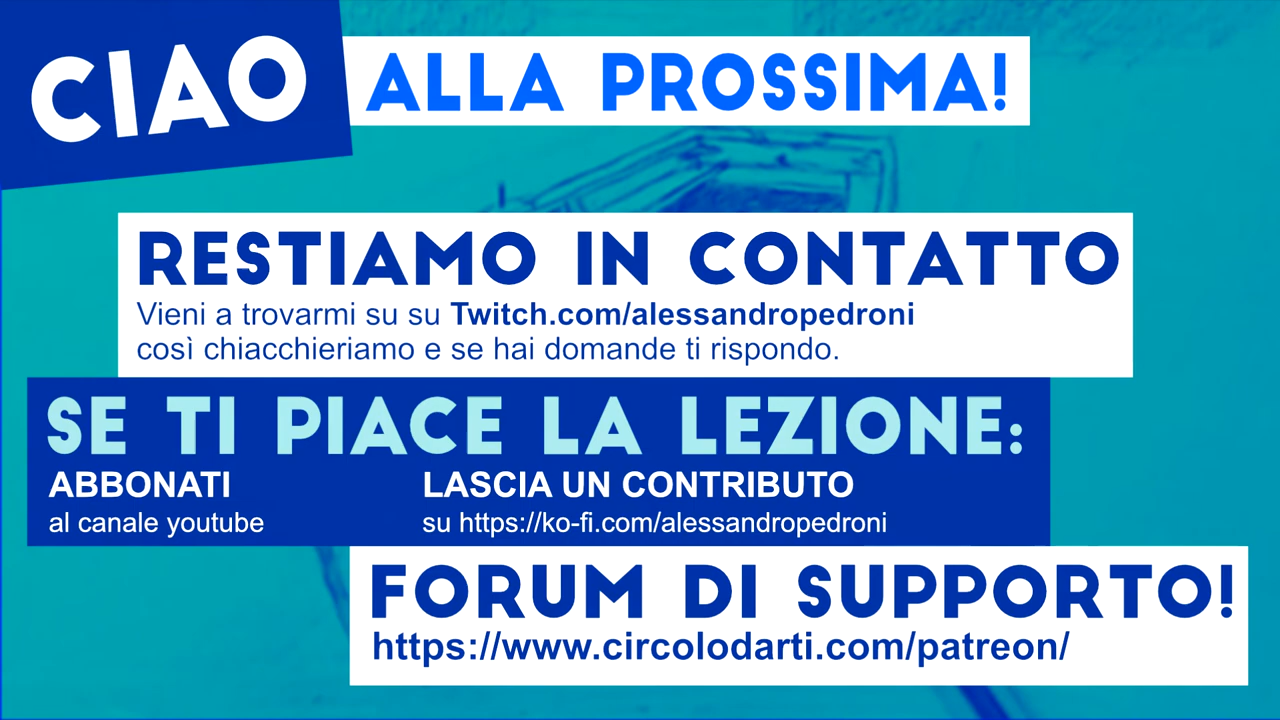 CIAO
ALLA PROSSIMA!
RESTIAMO IN CONTATTO
Vieni a trovarmi su su Twitch.com/alessandropedroni
così chiacchieriamo e se hai domande ti rispondo.
SE TI PIACE LA LEZIONE:
ABBONATI
al canale youtube
LASCIA UN CONTRIBUTO
su https://ko-fi.com/alessandropedroni
FORUM DI SUPPORTO!
https://www.circolodarti.com/patreon/